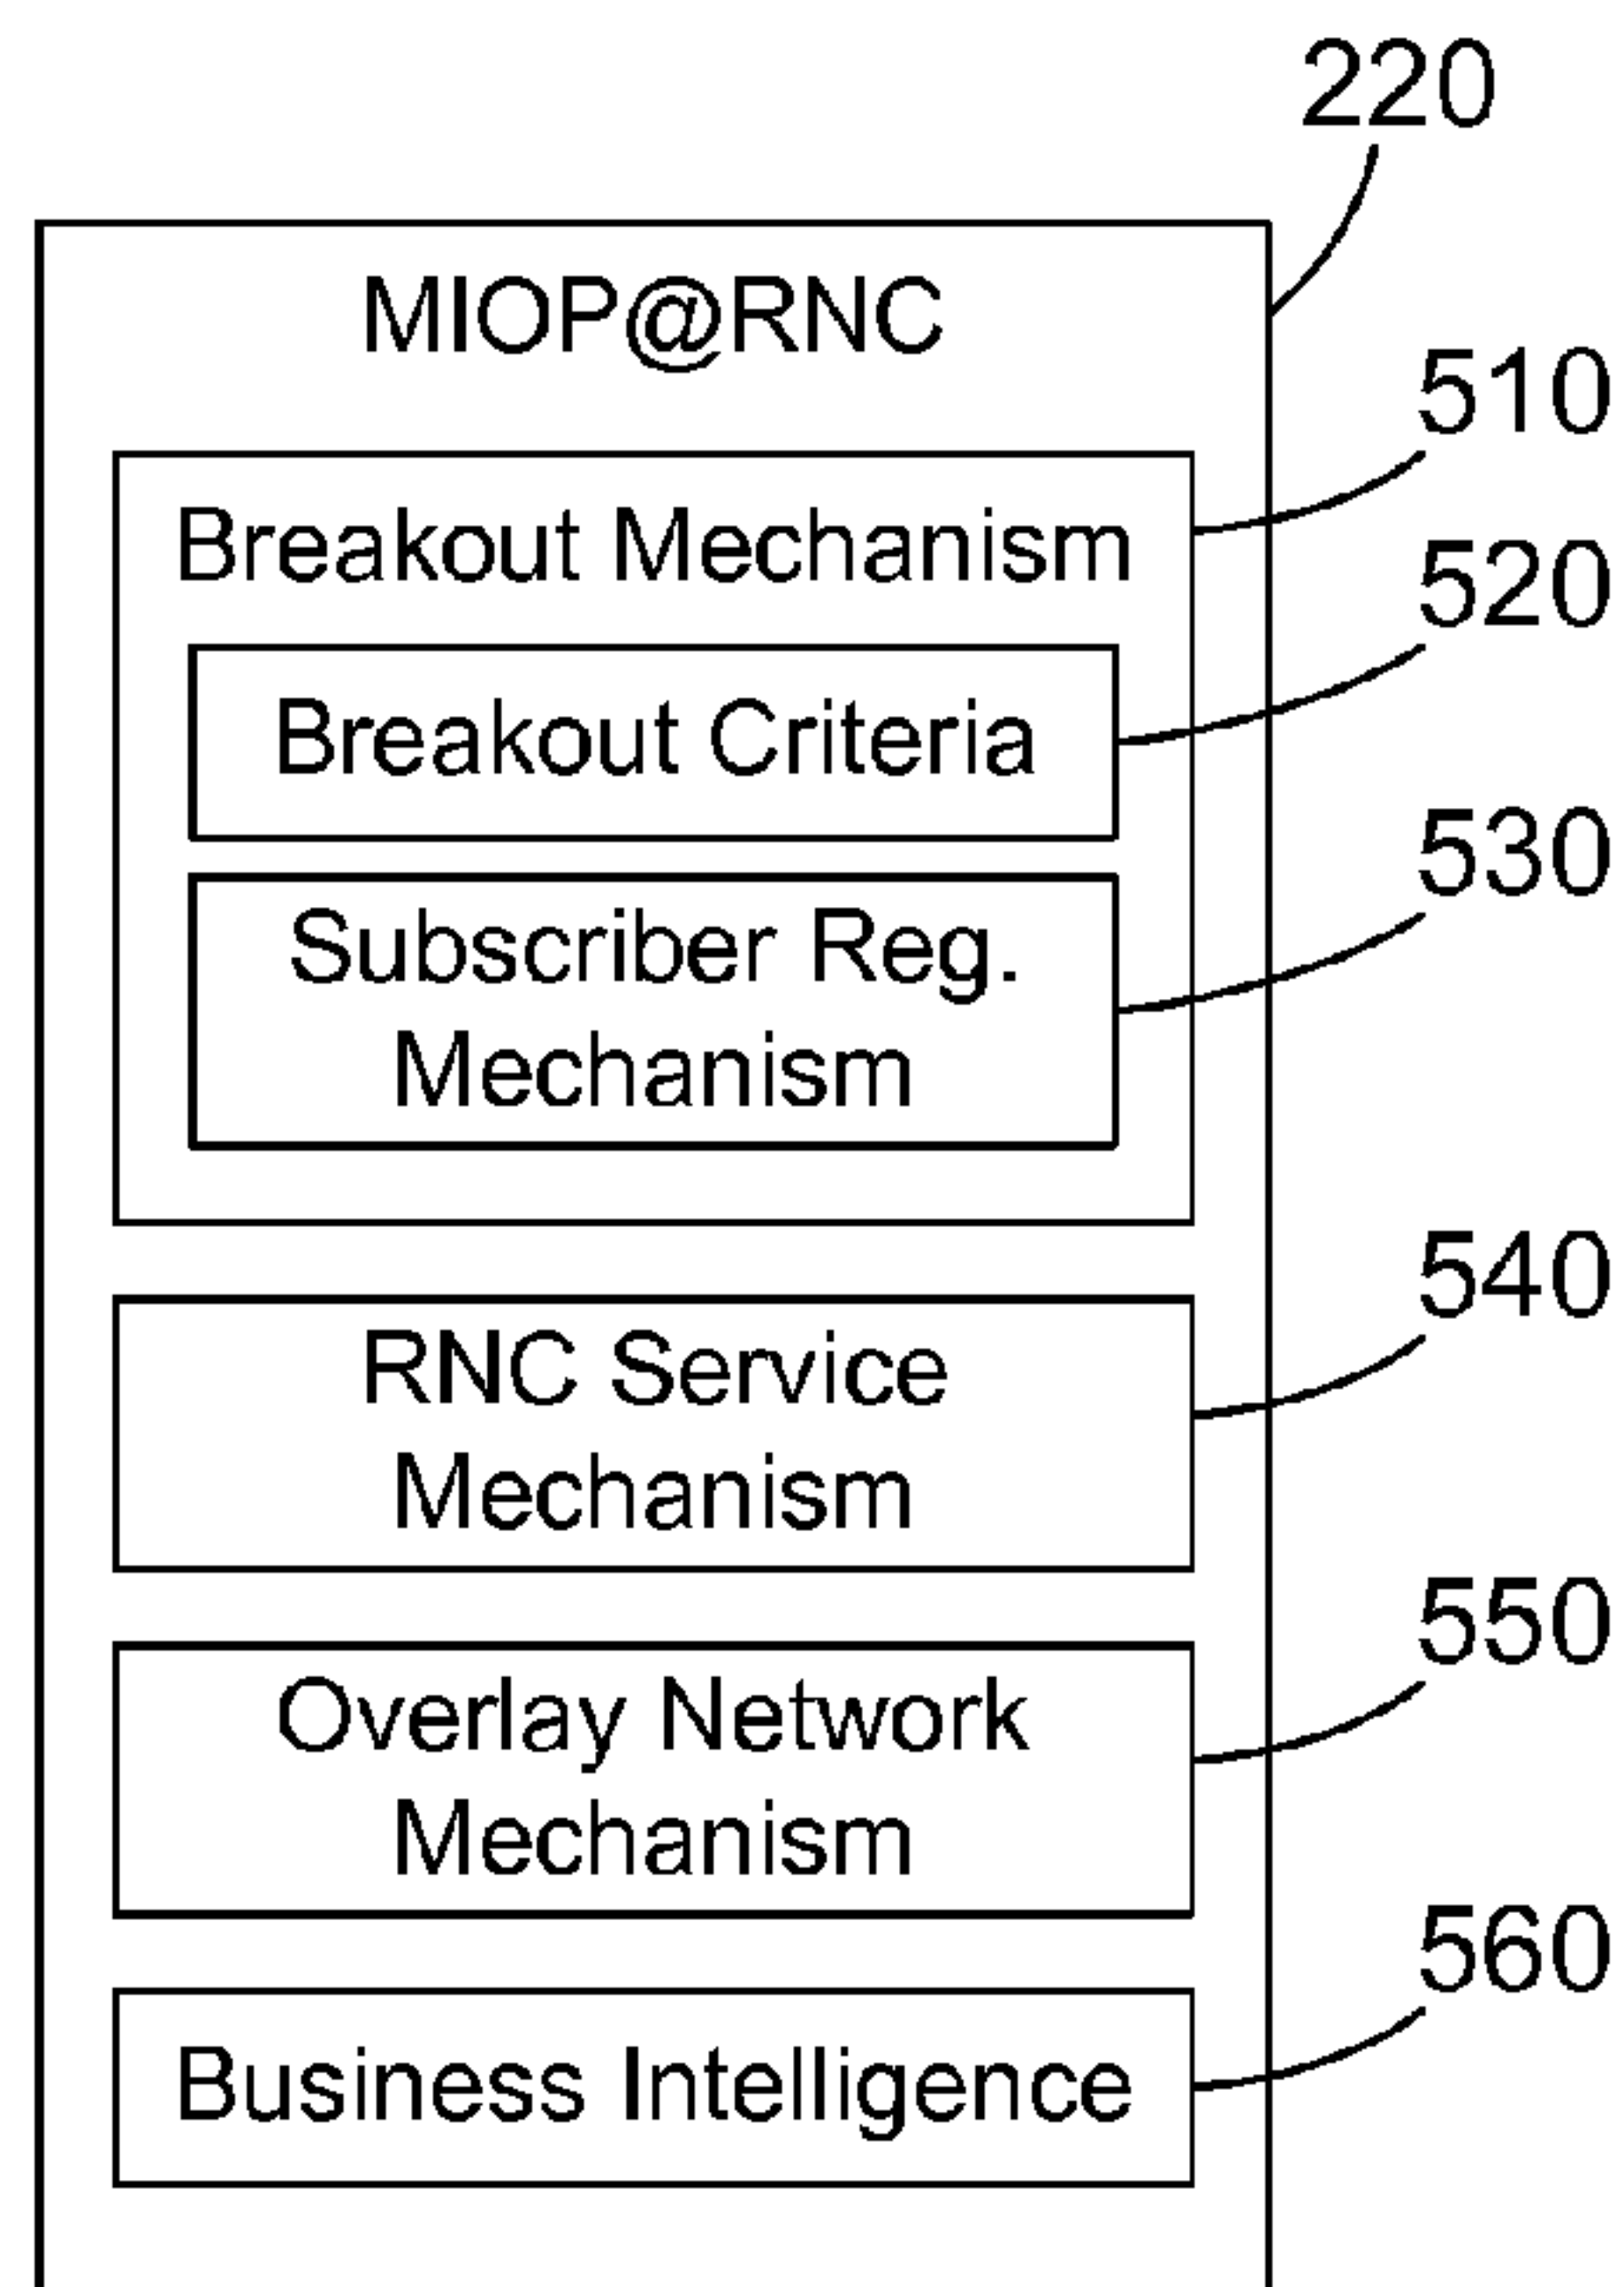 220
MIOP@RNC
510
Breakout Mechanism
520
Breakout Criteria
530
Subscriber Reg.
Mechanism
540
RNC Service
Mechanism
550
Overlay Network
Mechanism
560
Business Intelligence